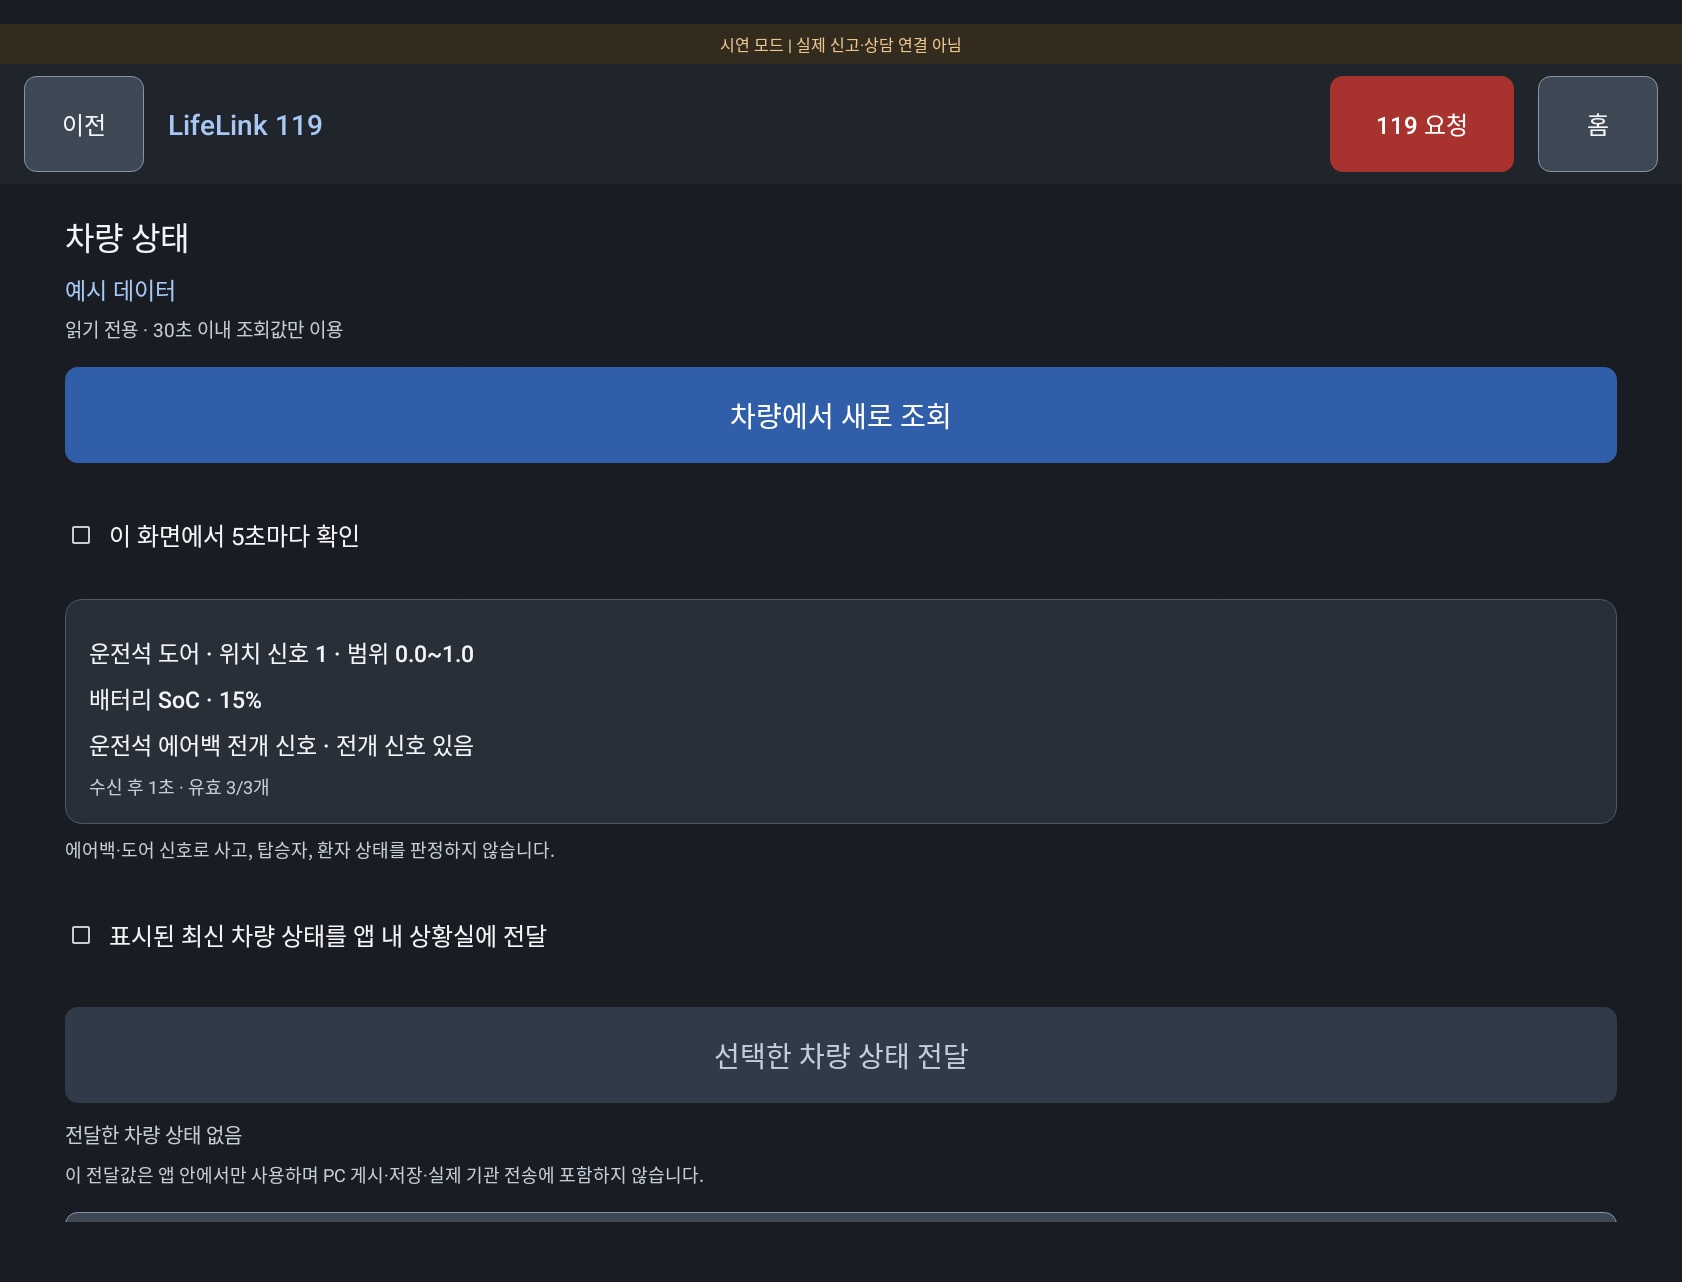 시연 모드 | 실제 신고·상담 연결 아님
이전
LifeLink 119
119 요청
홈
차량 상태
예시 데이터
읽기 전용 · 30초 이내 조회값만 이용
차량에서 새로 조회
이 화면에서 5초마다 확인
운전석 도어 · 위치 신호 1 · 범위 0.0~1.0
배터리 SoC · 15%
운전석 에어백 전개 신호 · 전개 신호 있음
수신 후 1초 · 유효 3/3개
에어백·도어 신호로 사고, 탑승자, 환자 상태를 판정하지 않습니다.
표시된 최신 차량 상태를 앱 내 상황실에 전달
선택한 차량 상태 전달
전달한 차량 상태 없음
이 전달값은 앱 안에서만 사용하며 PC 게시·저장·실제 기관 전송에 포함하지 않습니다.